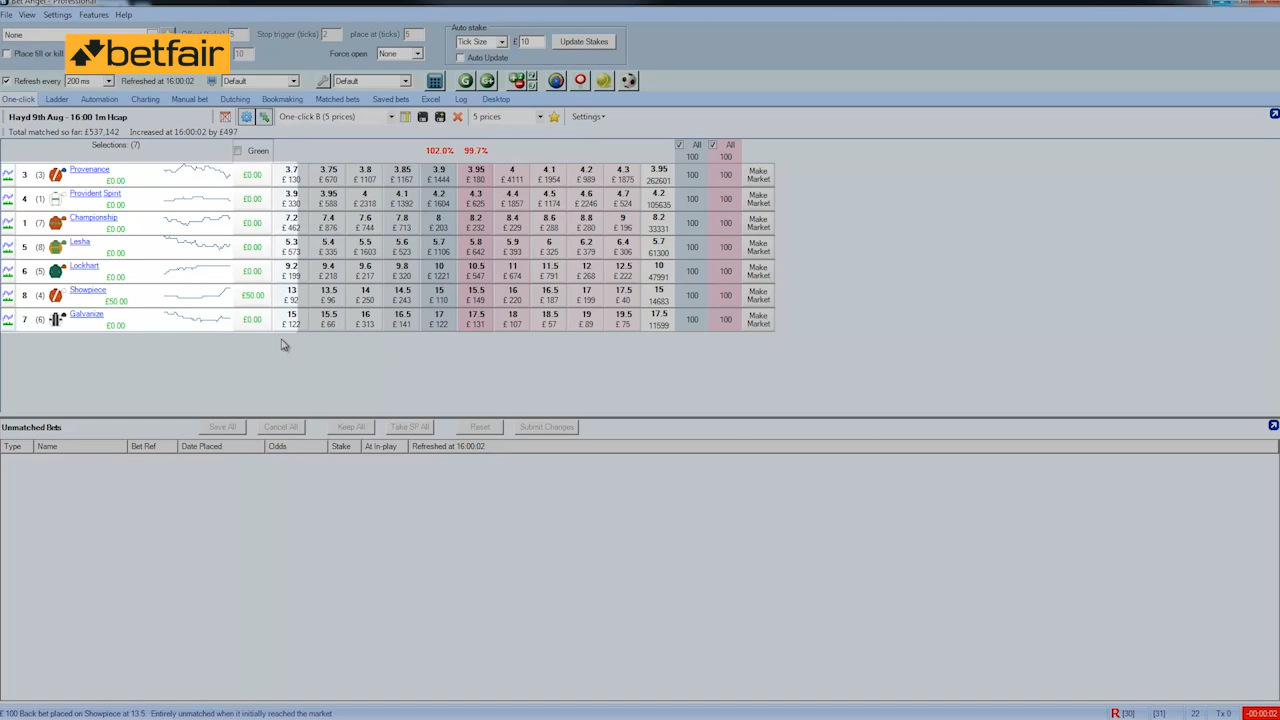 Bet Angel - Professional
File View Settings Features Help
None 5 Stop trigger (ticks) 2 place at (ticks) 5
Auto stake
Tick Size £ 10 Update Stakes
Auto Update
Place fill or kill 10 Force open None
betfair
Refresh every 200 ms Refreshed at 16:00:02 Default Default
One-click Ladder Automation Charting Manual bet Dutching Bookmaking Matched bets Saved bets Excel Log Desktop
Hayd 9th Aug - 16:00 1m Hcap One-click B (5 prices) 5 prices Settings
Total matched so far: £537,142 Increased at 16:00:02 by £497
Selections: (7) Green 102.0% 99.7% All All
100 100
3 (3) Provenance £0.00 3.7 3.75 3.8 3.85 3.9 3.95 4 4.1 4.2 4.3 3.95 100 100 Make Market
£0.00 £ 130 £ 670 £ 1107 £ 1167 £ 1444 £ 180 £ 4111 £ 1954 £ 989 £ 1875 262601
4 (1) Provident Spirit £0.00 3.9 3.95 4 4.1 4.2 4.3 4.4 4.5 4.6 4.7 4.2 100 100 Make Market
£0.00 £ 330 £ 588 £ 2318 £ 1392 £ 1604 £ 625 £ 1857 £ 1174 £ 2246 £ 524 105635
1 (7) Championship £0.00 7.2 7.4 7.6 7.8 8 8.2 8.4 8.6 8.8 9 8.2 100 100 Make Market
£0.00 £ 462 £ 876 £ 744 £ 713 £ 203 £ 232 £ 229 £ 288 £ 280 £ 196 33331
5 (8) Lesha £0.00 5.3 5.4 5.5 5.6 5.7 5.8 5.9 6 6.2 6.4 5.7 100 100 Make Market
£0.00 £ 573 £ 335 £ 1603 £ 523 £ 1106 £ 642 £ 393 £ 325 £ 379 £ 306 61300
6 (5) Lockhart £0.00 9.2 9.4 9.6 9.8 10 10.5 11 11.5 12 12.5 10 100 100 Make Market
£0.00 £ 199 £ 218 £ 217 £ 320 £ 1221 £ 547 £ 674 £ 791 £ 268 £ 222 47991
8 (4) Showpiece £50.00 13 13.5 14 14.5 15 15.5 16 16.5 17 17.5 15 100 100 Make Market
£50.00 £ 92 £ 96 £ 250 £ 243 £ 110 £ 149 £ 220 £ 187 £ 199 £ 40 14683
7 (6) Galvanize £0.00 15 15.5 16 16.5 17 17.5 18 18.5 19 19.5 17.5 100 100 Make Market
£0.00 £ 122 £ 66 £ 313 £ 141 £ 122 £ 131 £ 107 £ 57 £ 89 £ 75 11599
Unmatched Bets Save All Cancel All Keep All Take SP All Reset Submit Changes
Type Name Bet Ref Date Placed Odds Stake At In-play Refreshed at 16:00:02
£ 100 Back bet placed on Showpiece at 13.5. Entirely unmatched when it initially reached the market R [30] [31] 22 Tx 0 -00:00:02